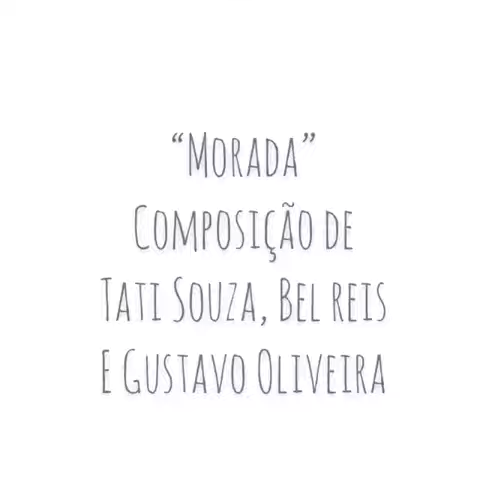 “MORADA”
COMPOSIÇÃO DE
TATI SOUZA, BEL REIS
E GUSTAVO OLIVEIRA